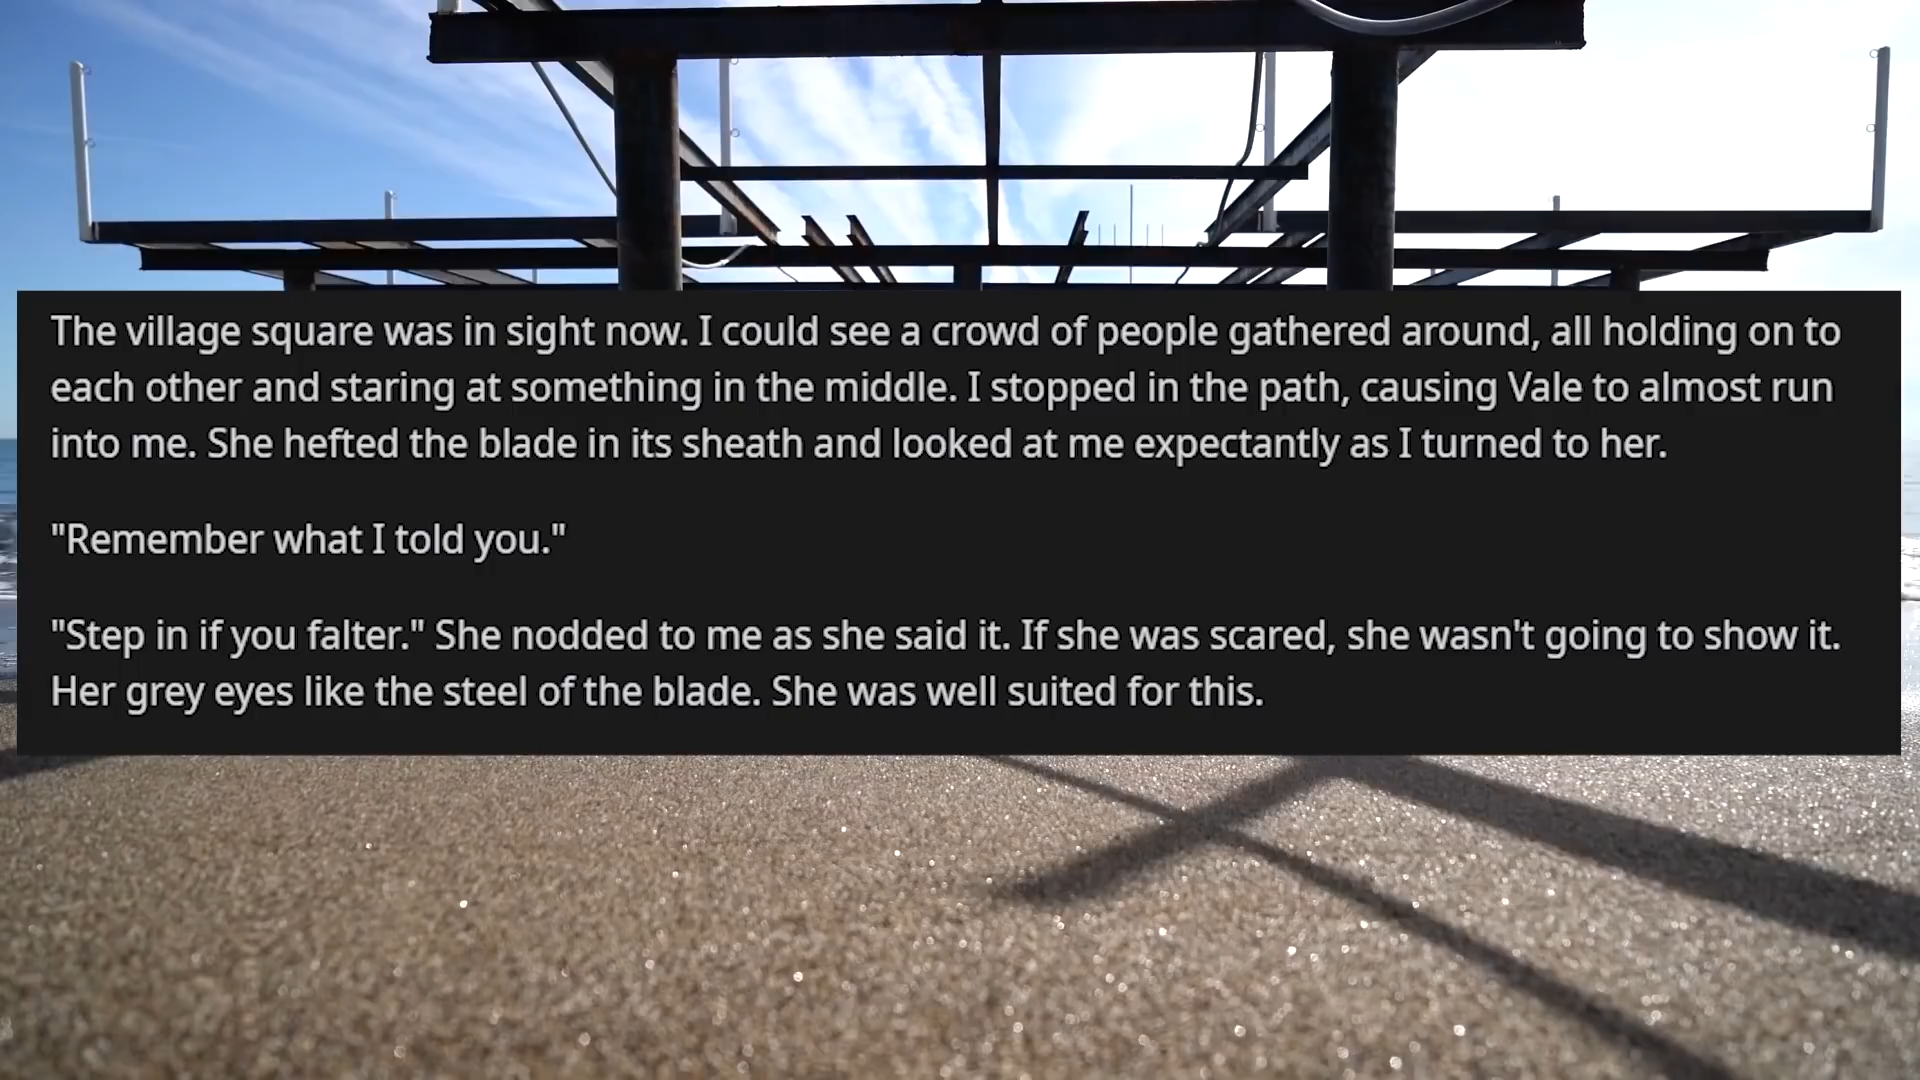 The village square was in sight now. I could see a crowd of people gathered around, all holding on to
each other and staring at something in the middle. I stopped in the path, causing Vale to almost run
into me. She hefted the blade in its sheath and looked at me expectantly as I turned to her.
"Remember what I told you."
"Step in if you falter." She nodded to me as she said it. If she was scared, she wasn't going to show it.
Her grey eyes like the steel of the blade. She was well suited for this.